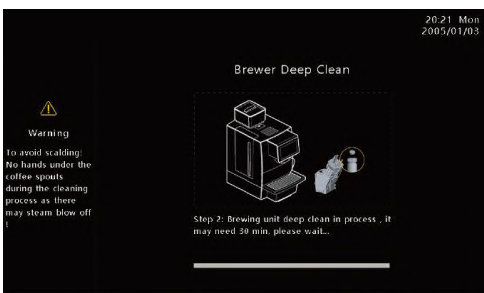 20:21 Mon
2005/01/03
Brewer Deep Clean
Warning
To avoid scalding!
No hands under the
coffee spouts
during the cleaning
process as there
may steam blow off
!
Step 2: Brewing unit deep clean in process , it
may need 30 min, please wait...